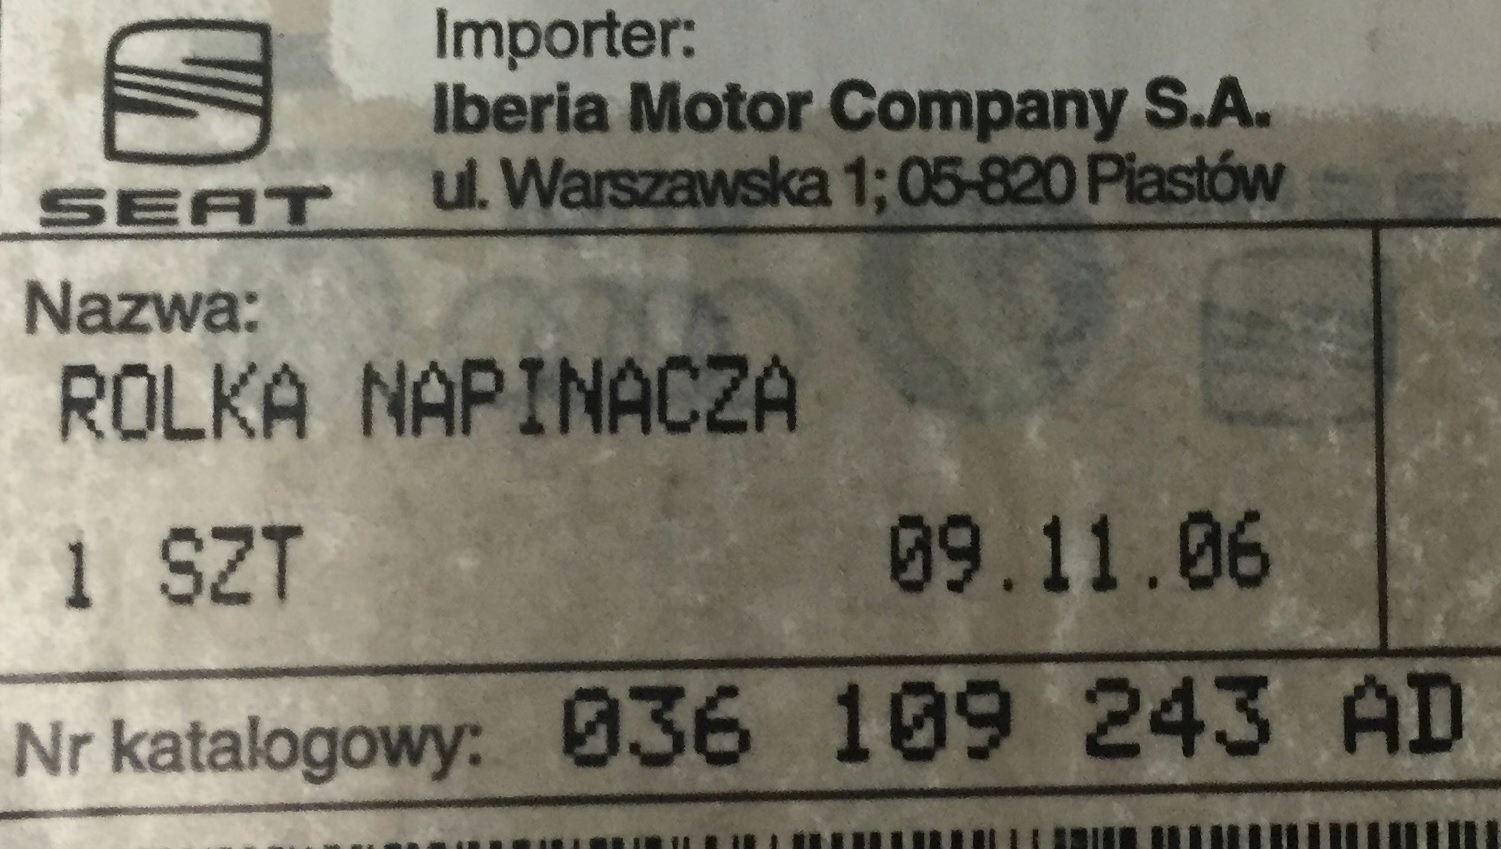 Importer:
Iberia Motor Company S.A.
ul. Warszawska 1; 05-820 Piastów
SEAT
Nazwa:
ROLKA NAPINACZA
1 SZT 09.11.06
Nr katalogowy: 036 109 243 AD